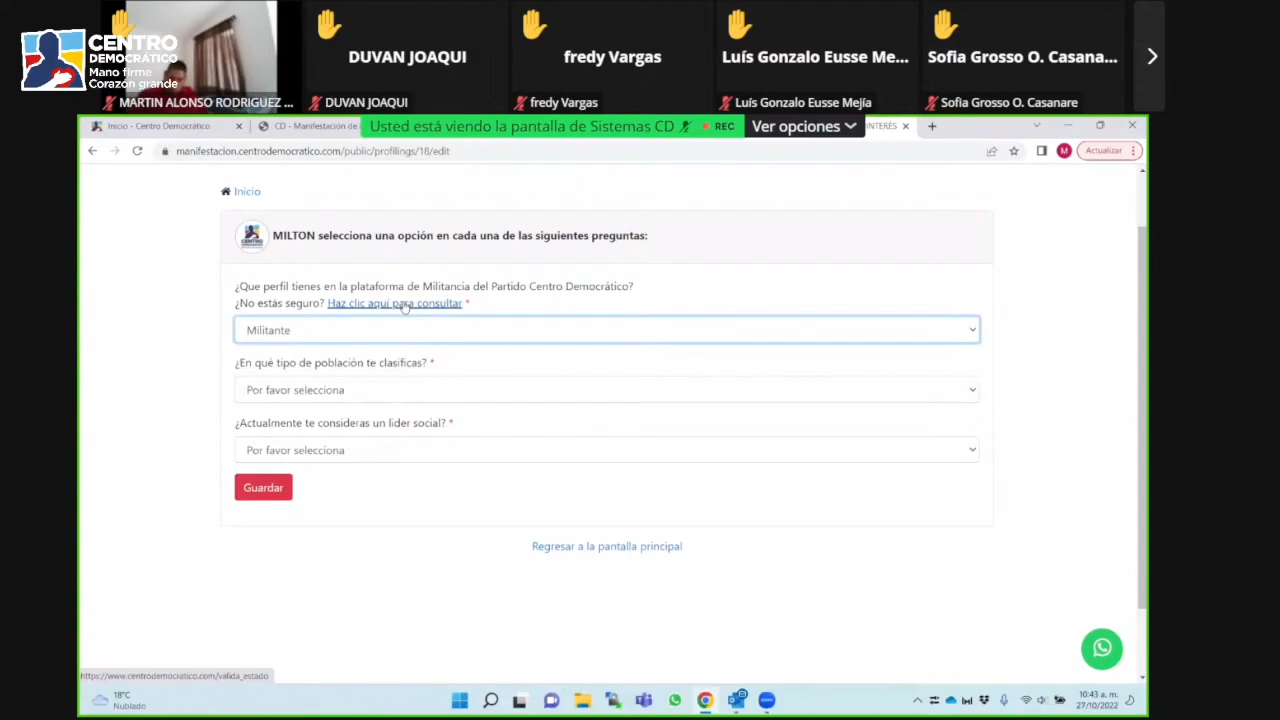 CENTRO
DEMOCRÁTICO
Mano firme
Corazón grande
MARTIN ALONSO RODRIGUEZ ...
DUVAN JOAQUI
DUVAN JOAQUI
fredy Vargas
fredy Vargas
Luís Gonzalo Eusse Me...
Luís Gonzalo Eusse Mejía
Sofia Grosso O. Casana...
Sofia Grosso O. Casanare
Inicio - Centro Democrático
CD - Manifestación de
Usted está viendo la pantalla de Sistemas CD
REC
Ver opciones
INTERÉS
manifestacion.centrodemocratico.com/public/profilings/18/edit
M
Actualizar
Inicio
MILTON selecciona una opción en cada una de las siguientes preguntas:
¿Que perfil tienes en la plataforma de Militancia del Partido Centro Democrático?
¿No estás seguro? Haz clic aquí para consultar *
Militante
¿En qué tipo de población te clasificas? *
Por favor selecciona
¿Actualmente te consideras un lider social? *
Por favor selecciona
Guardar
Regresar a la pantalla principal
https://www.centrodemocratico.com/valida_estado
18°C
Nublado
10:43 a. m.
27/10/2022